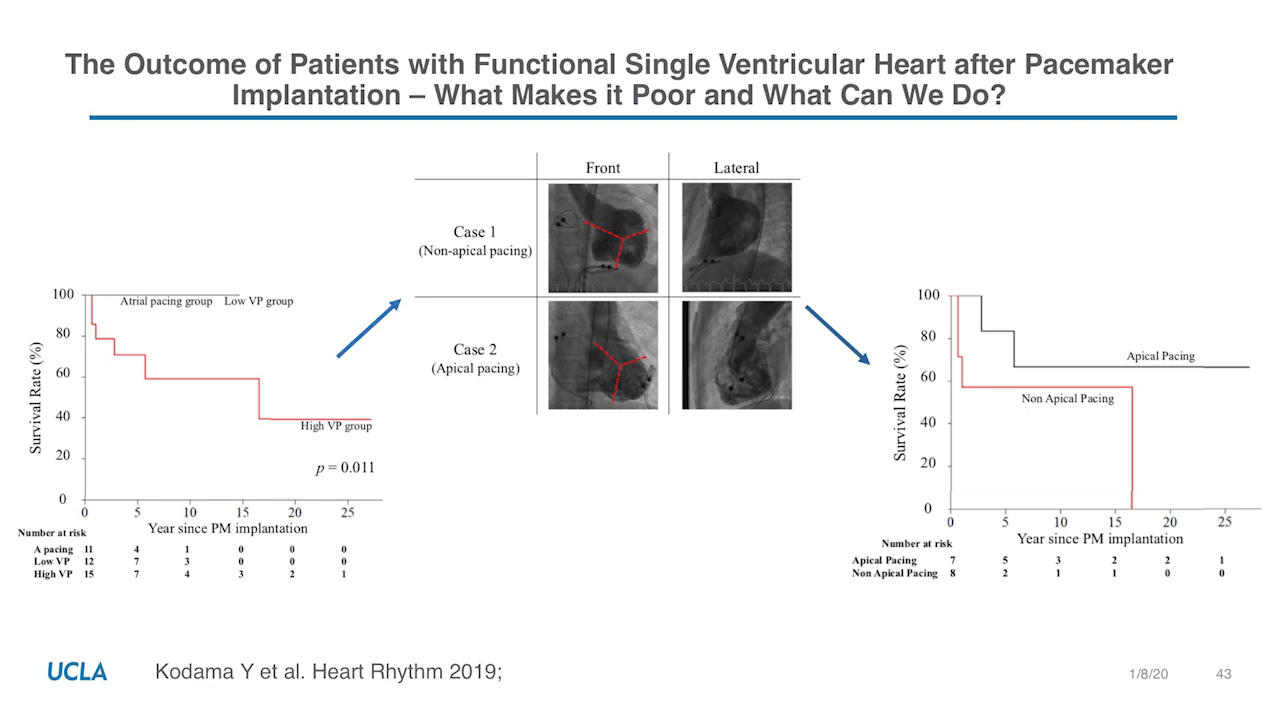 The Outcome of Patients with Functional Single Ventricular Heart after Pacemaker
Implantation – What Makes it Poor and What Can We Do?
Front Lateral
Case 1
(Non-apical pacing)
Case 2
(Apical pacing)
Survival Rate (%)
100
80
60
40
20
0
Atrial pacing group Low VP group
High VP group
p = 0.011
0 5 10 15 20 25
Year since PM implantation
Number at risk
A pacing 11 4 1 0 0 0
Low VP 12 7 3 0 0 0
High VP 15 7 4 3 2 1
Survival Rate (%)
100
80
60
40
20
0
Apical Pacing
Non Apical Pacing
0 5 10 15 20 25
Year since PM implantation
Number at risk
Apical Pacing 7 5 3 2 2 1
Non Apical Pacing 8 2 1 1 0 0
UCLA
Kodama Y et al. Heart Rhythm 2019;
1/8/20 43